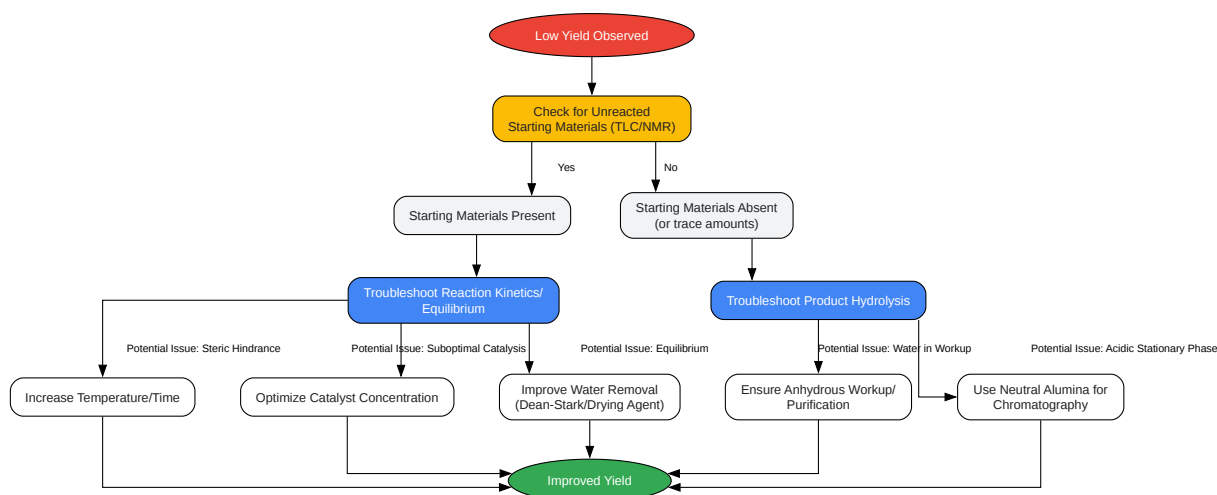 Low Yield Observed
Check for Unreacted
Starting Materials (TLC/NMR)
Yes
No
Starting Materials Present
Starting Materials Absent
(or trace amounts)
Troubleshoot Reaction Kinetics/
Equilibrium
Troubleshoot Product Hydrolysis
Potential Issue: Steric Hindrance
Potential Issue: Suboptimal Catalysis
Potential Issue: Equilibrium
Potential Issue: Water in Workup
Potential Issue: Acidic Stationary Phase
Increase Temperature/Time
Optimize Catalyst Concentration
Improve Water Removal
(Dean-Stark/Drying Agent)
Ensure Anhydrous Workup/
Purification
Use Neutral Alumina for
Chromatography
Improved Yield